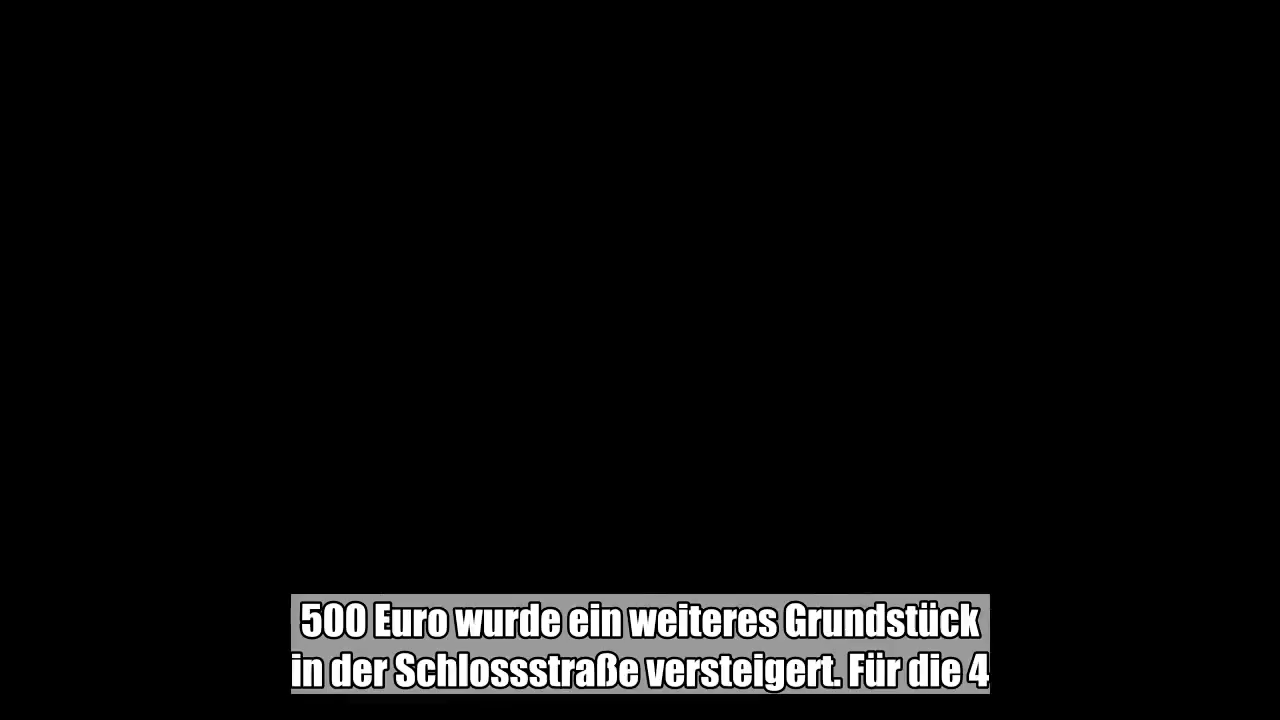 500 Euro wurde ein weiteres Grundstück
in der Schlossstraße versteigert. Für die 4